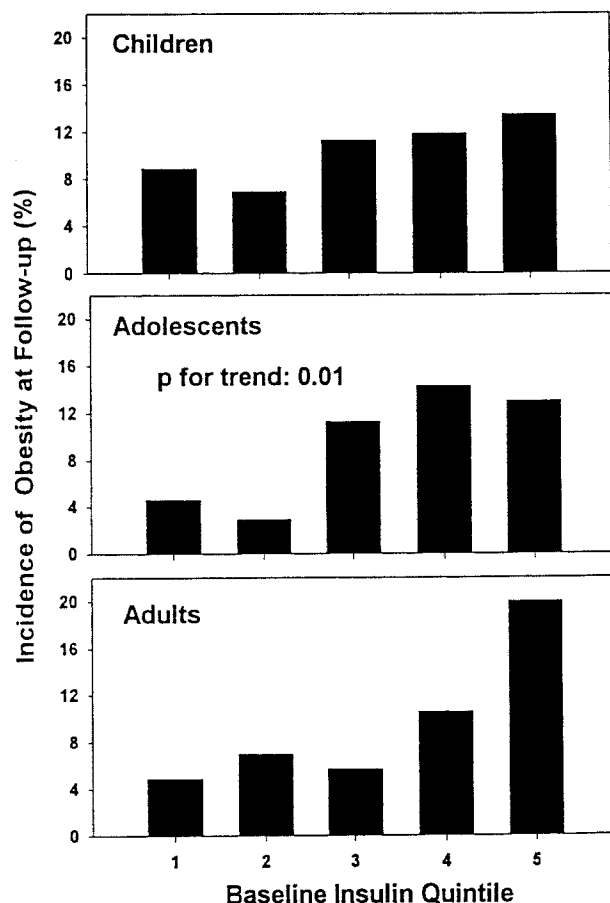 Incidence of Obesity at Follow-up (%)
Children
20
16
12
8
4
0
Adolescents
p for trend: 0.01
20
16
12
8
4
0
Adults
20
16
12
8
4
0
1 2 3 4 5
Baseline Insulin Quintile